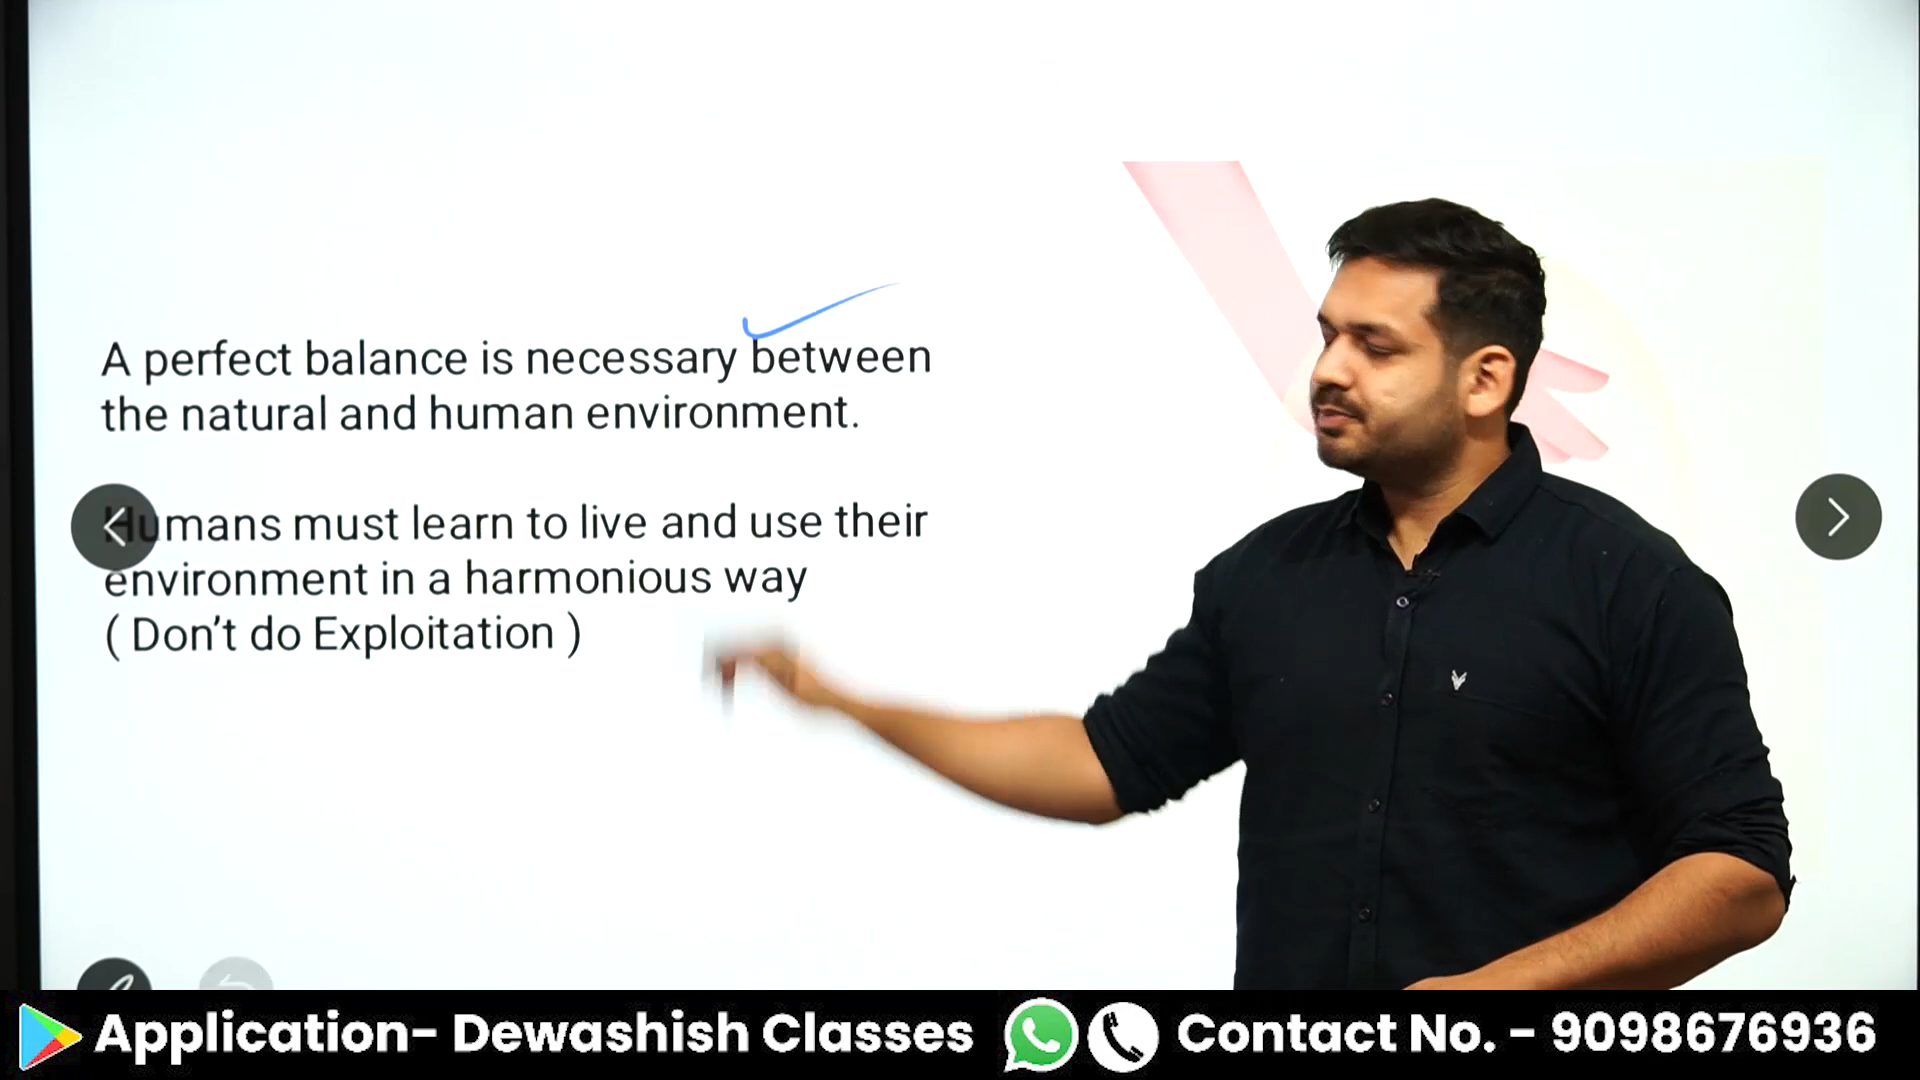 A perfect balance is necessary between
the natural and human environment.
Humans must learn to live and use their
environment in a harmonious way
( Don’t do Exploitation )
Application- Dewashish Classes
Contact No. - 9098676936